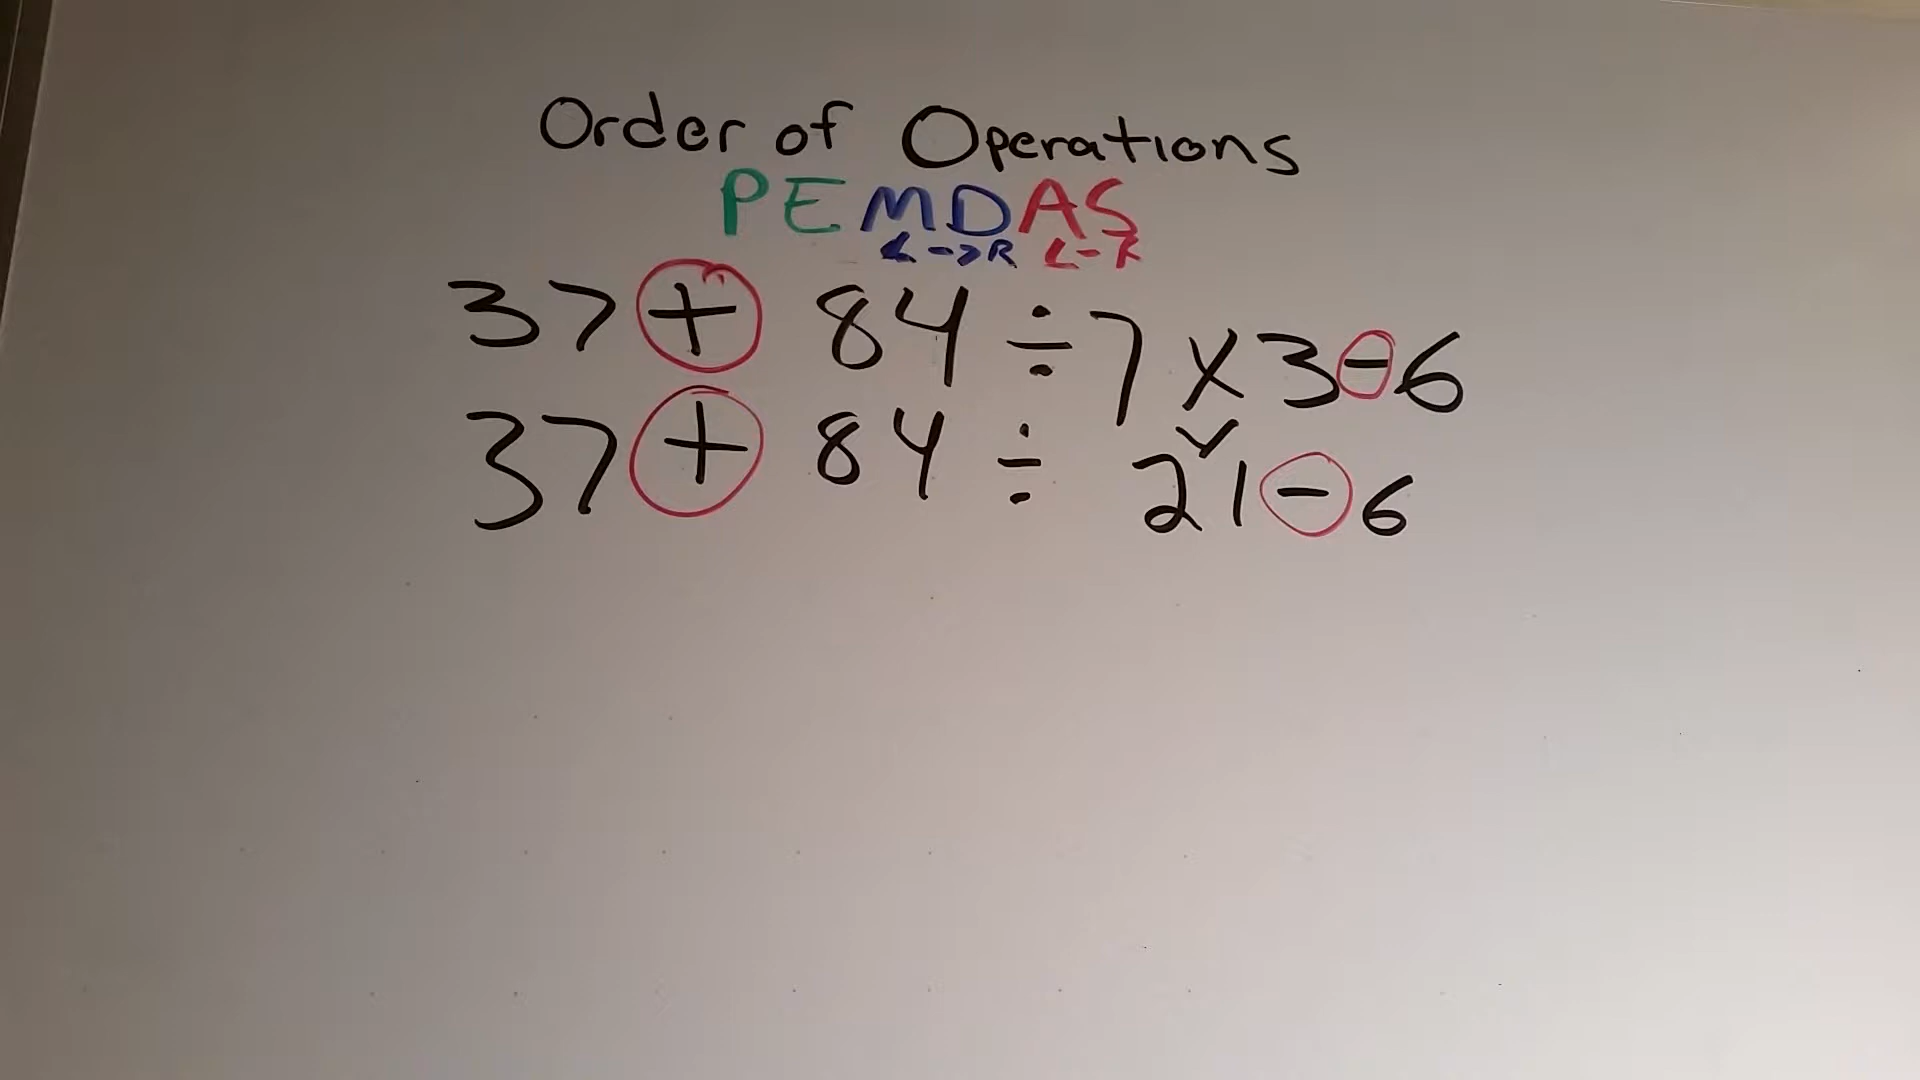 Order of Operations
PEMDAS
L->R L-R
37 + 84 ÷ 7 x 3 - 6
37 + 84 ÷ 21 - 6